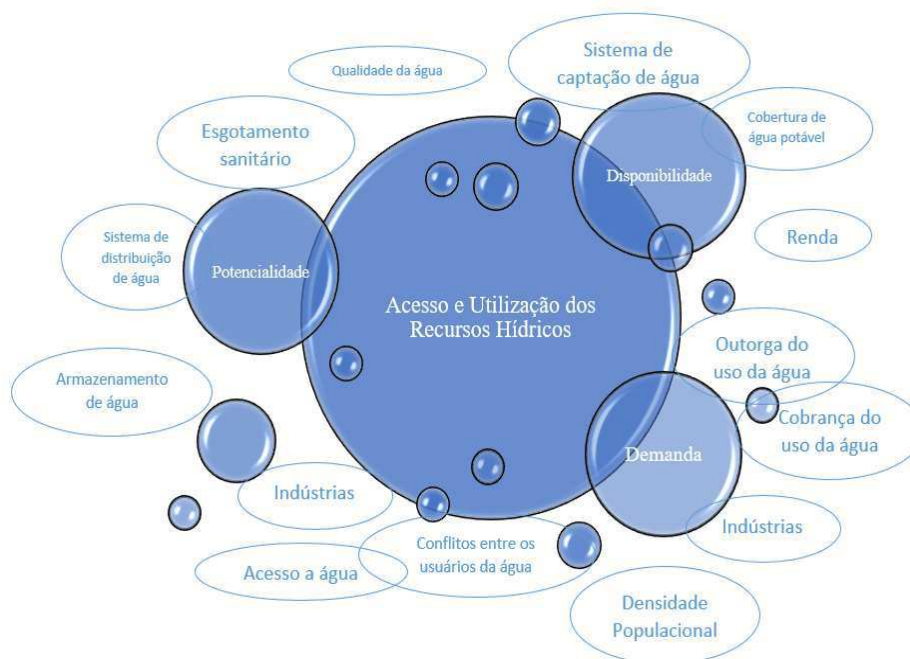 Qualidade da água
Sistema de
captação de água
Cobertura de
água potável
Esgotamento
sanitário
Disponibilidade
Renda
Sistema de
distribuição
de água
Potencialidade
Acesso e Utilização dos
Recursos Hídricos
Outorga do
uso da água
Armazenamento
de água
Cobrança do
uso da água
Demanda
Indústrias
Indústrias
Conflitos entre os
usuários da água
Acesso a água
Densidade
Populacional